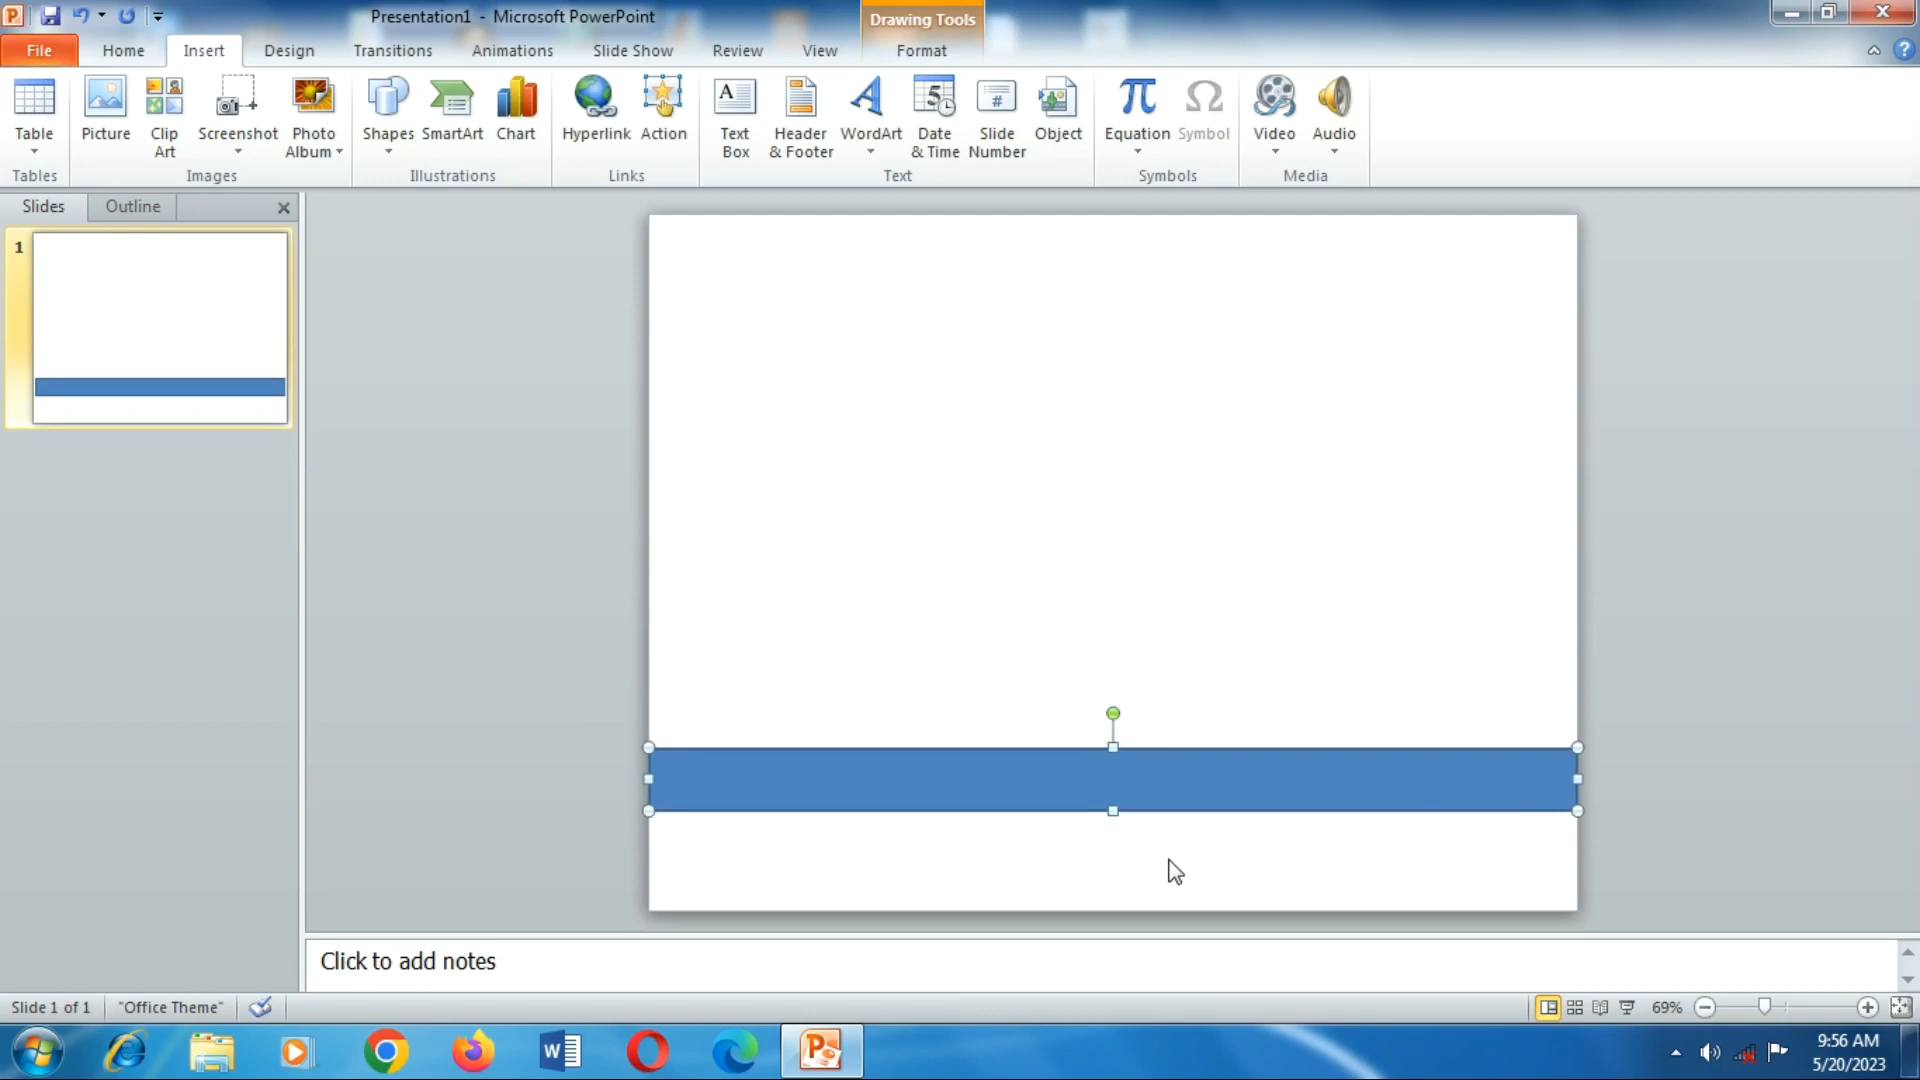 Presentation1 - Microsoft PowerPoint
Drawing Tools
File Home Insert Design Transitions Animations Slide Show Review View Format
Table
Picture
Clip Art
Screenshot
Photo Album
Shapes
SmartArt
Chart
Hyperlink
Action
Text Box
Header & Footer
WordArt
Date & Time
Slide Number
Object
Equation
Symbol
Video
Audio
Tables Images Illustrations Links Text Symbols Media
Slides Outline
1
Click to add notes
Slide 1 of 1 "Office Theme" 69%
9:56 AM
5/20/2023